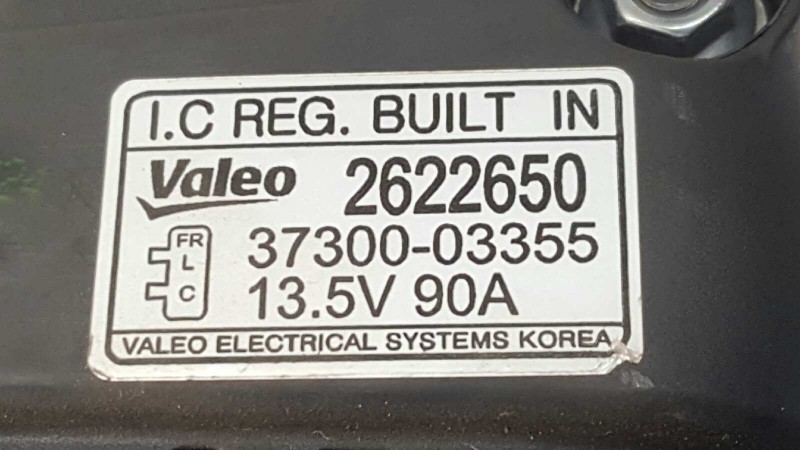 I.C REG. BUILT IN
Valeo 2622650
FR
L
C
37300-03355
13.5V 90A
VALEO ELECTRICAL SYSTEMS KOREA